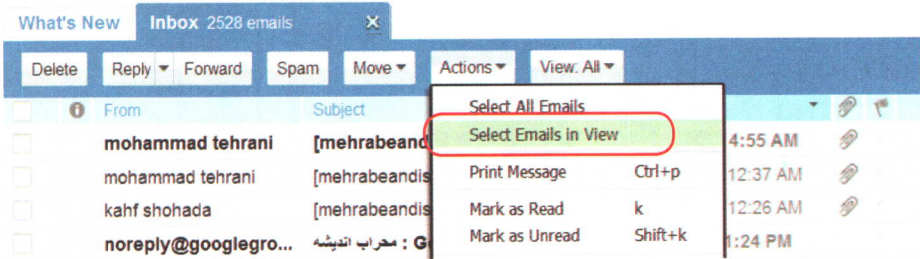 What's New Inbox 2528 emails
Delete Reply Forward Spam Move Actions View: All
From Subject
Select All Emails
Select Emails in View
mohammad tehrani [mehrabeand 4:55 AM
Print Message Ctrl+p
mohammad tehrani [mehrabeandis 12:37 AM
Mark as Read k
kahf shohada [mehrabeandis 12:26 AM
Mark as Unread Shift+k
noreply@googlegro... محراب اندیشه : G 1:24 PM